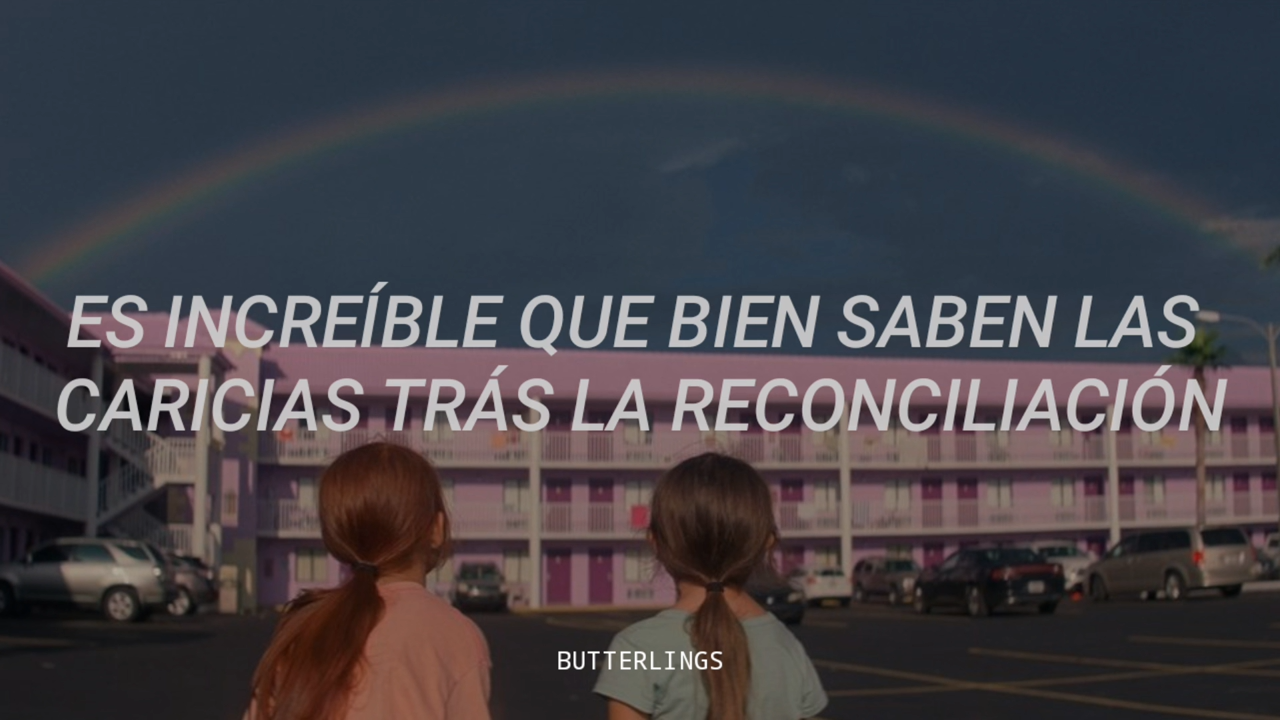 ES INCREÍBLE QUE BIEN SABEN LAS
CARICIAS TRÁS LA RECONCILIACIÓN
BUTTERLINGS